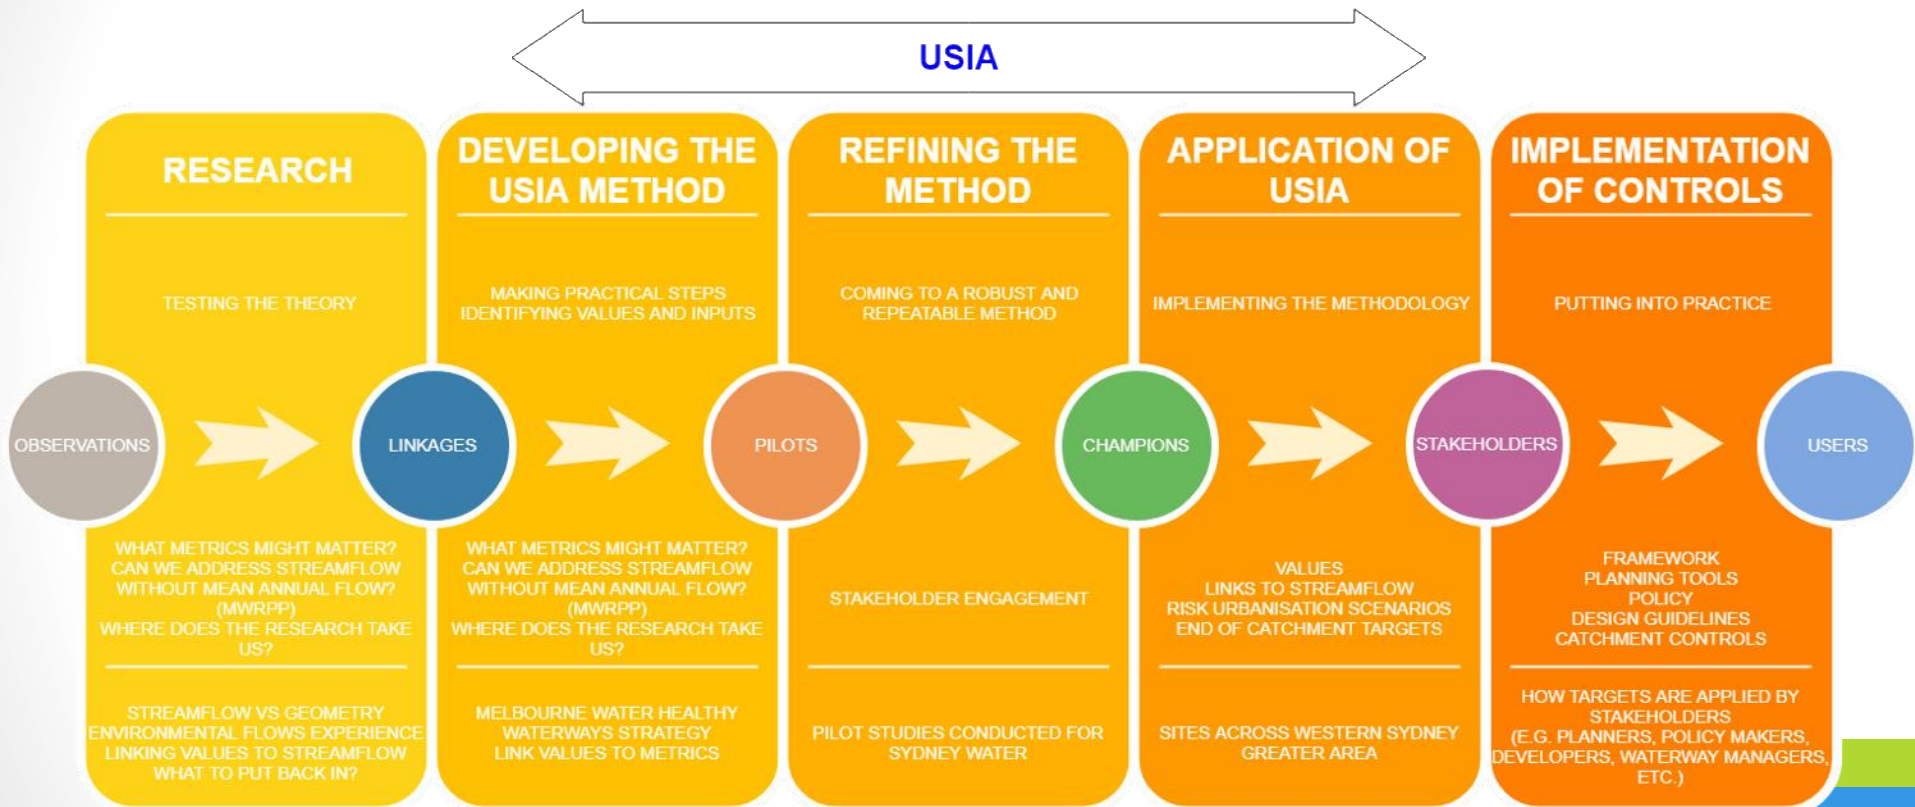 USIA
RESEARCH
TESTING THE THEORY
OBSERVATIONS
WHAT METRICS MIGHT MATTER?
CAN WE ADDRESS STREAMFLOW
WITHOUT MEAN ANNUAL FLOW?
(MWRPP)
WHERE DOES THE RESEARCH TAKE
US?
STREAMFLOW VS GEOMETRY
ENVIRONMENTAL FLOWS EXPERIENCE
LINKING VALUES TO STREAMFLOW
WHAT TO PUT BACK IN?
DEVELOPING THE
USIA METHOD
MAKING PRACTICAL STEPS
IDENTIFYING VALUES AND INPUTS
LINKAGES
WHAT METRICS MIGHT MATTER?
CAN WE ADDRESS STREAMFLOW
WITHOUT MEAN ANNUAL FLOW?
(MWRPP)
WHERE DOES THE RESEARCH TAKE
US?
MELBOURNE WATER HEALTHY
WATERWAYS STRATEGY
LINK VALUES TO METRICS
REFINING THE
METHOD
COMING TO A ROBUST AND
REPEATABLE METHOD
PILOTS
STAKEHOLDER ENGAGEMENT
PILOT STUDIES CONDUCTED FOR
SYDNEY WATER
APPLICATION OF
USIA
IMPLEMENTING THE METHODOLOGY
CHAMPIONS
VALUES
LINKS TO STREAMFLOW
RISK URBANISATION SCENARIOS
END OF CATCHMENT TARGETS
SITES ACROSS WESTERN SYDNEY
GREATER AREA
IMPLEMENTATION
OF CONTROLS
PUTTING INTO PRACTICE
STAKEHOLDERS
USERS
FRAMEWORK
PLANNING TOOLS
POLICY
DESIGN GUIDELINES
CATCHMENT CONTROLS
HOW TARGETS ARE APPLIED BY
STAKEHOLDERS
(E.G. PLANNERS, POLICY MAKERS,
DEVELOPERS, WATERWAY MANAGERS,
ETC.)